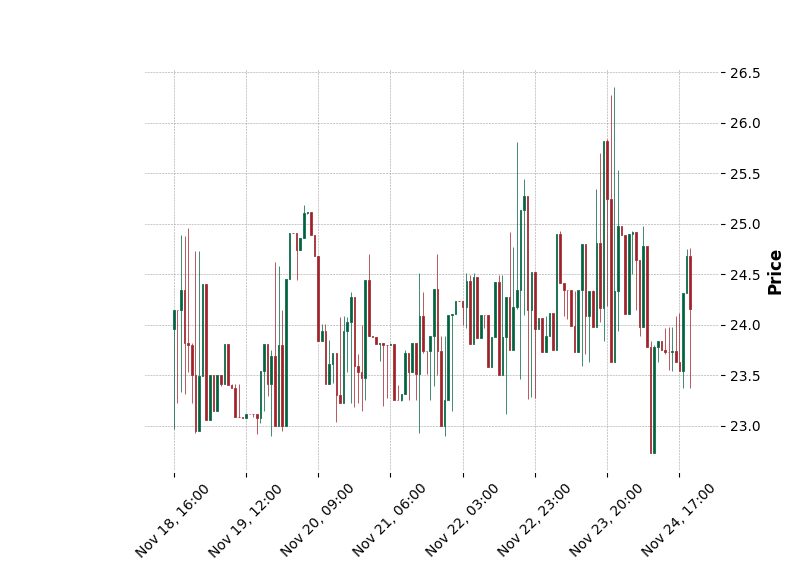 26.5
26.0
25.5
25.0
24.5
24.0
23.5
23.0
Price
Nov 18, 16:00
Nov 19, 12:00
Nov 20, 09:00
Nov 21, 06:00
Nov 22, 03:00
Nov 22, 23:00
Nov 23, 20:00
Nov 24, 17:00